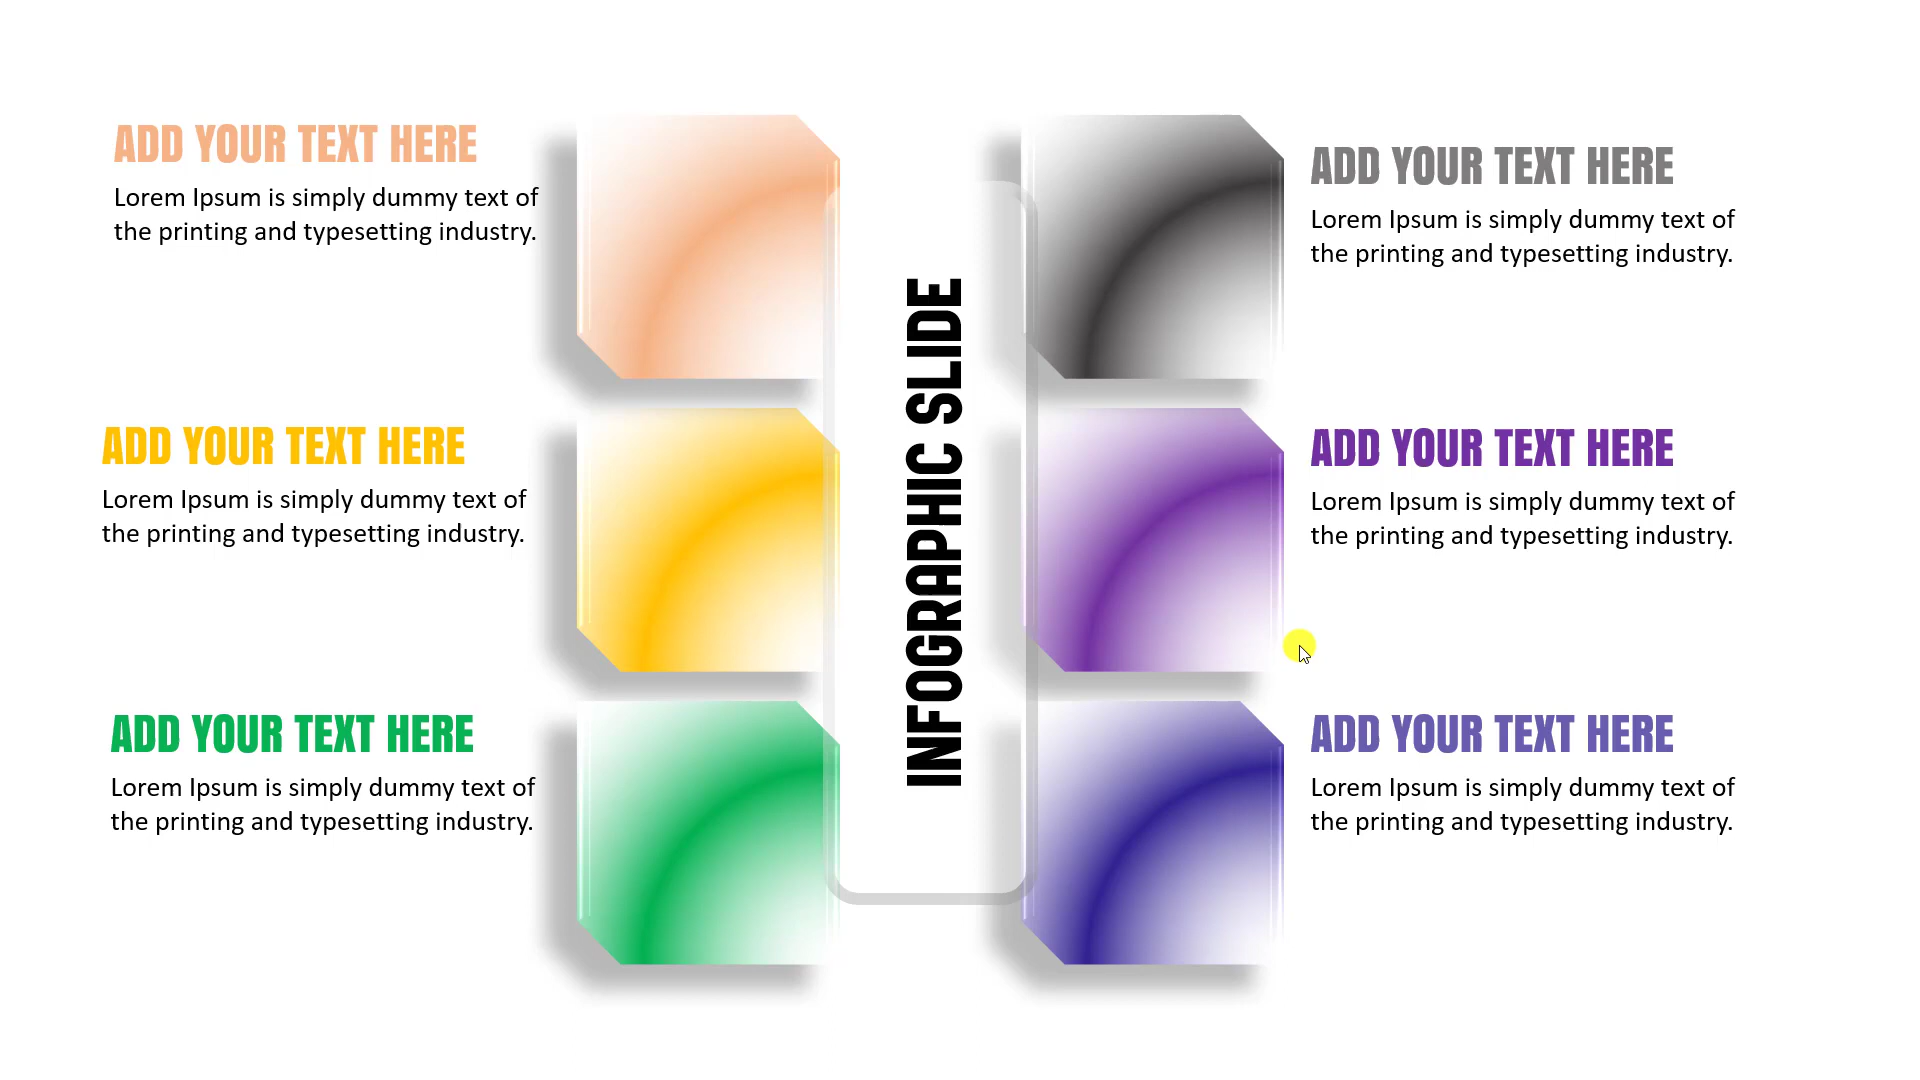 ADD YOUR TEXT HERE
Lorem Ipsum is simply dummy text of
the printing and typesetting industry.
ADD YOUR TEXT HERE
Lorem Ipsum is simply dummy text of
the printing and typesetting industry.
ADD YOUR TEXT HERE
Lorem Ipsum is simply dummy text of
the printing and typesetting industry.
INFOGRAPHIC SLIDE
ADD YOUR TEXT HERE
Lorem Ipsum is simply dummy text of
the printing and typesetting industry.
ADD YOUR TEXT HERE
Lorem Ipsum is simply dummy text of
the printing and typesetting industry.
ADD YOUR TEXT HERE
Lorem Ipsum is simply dummy text of
the printing and typesetting industry.